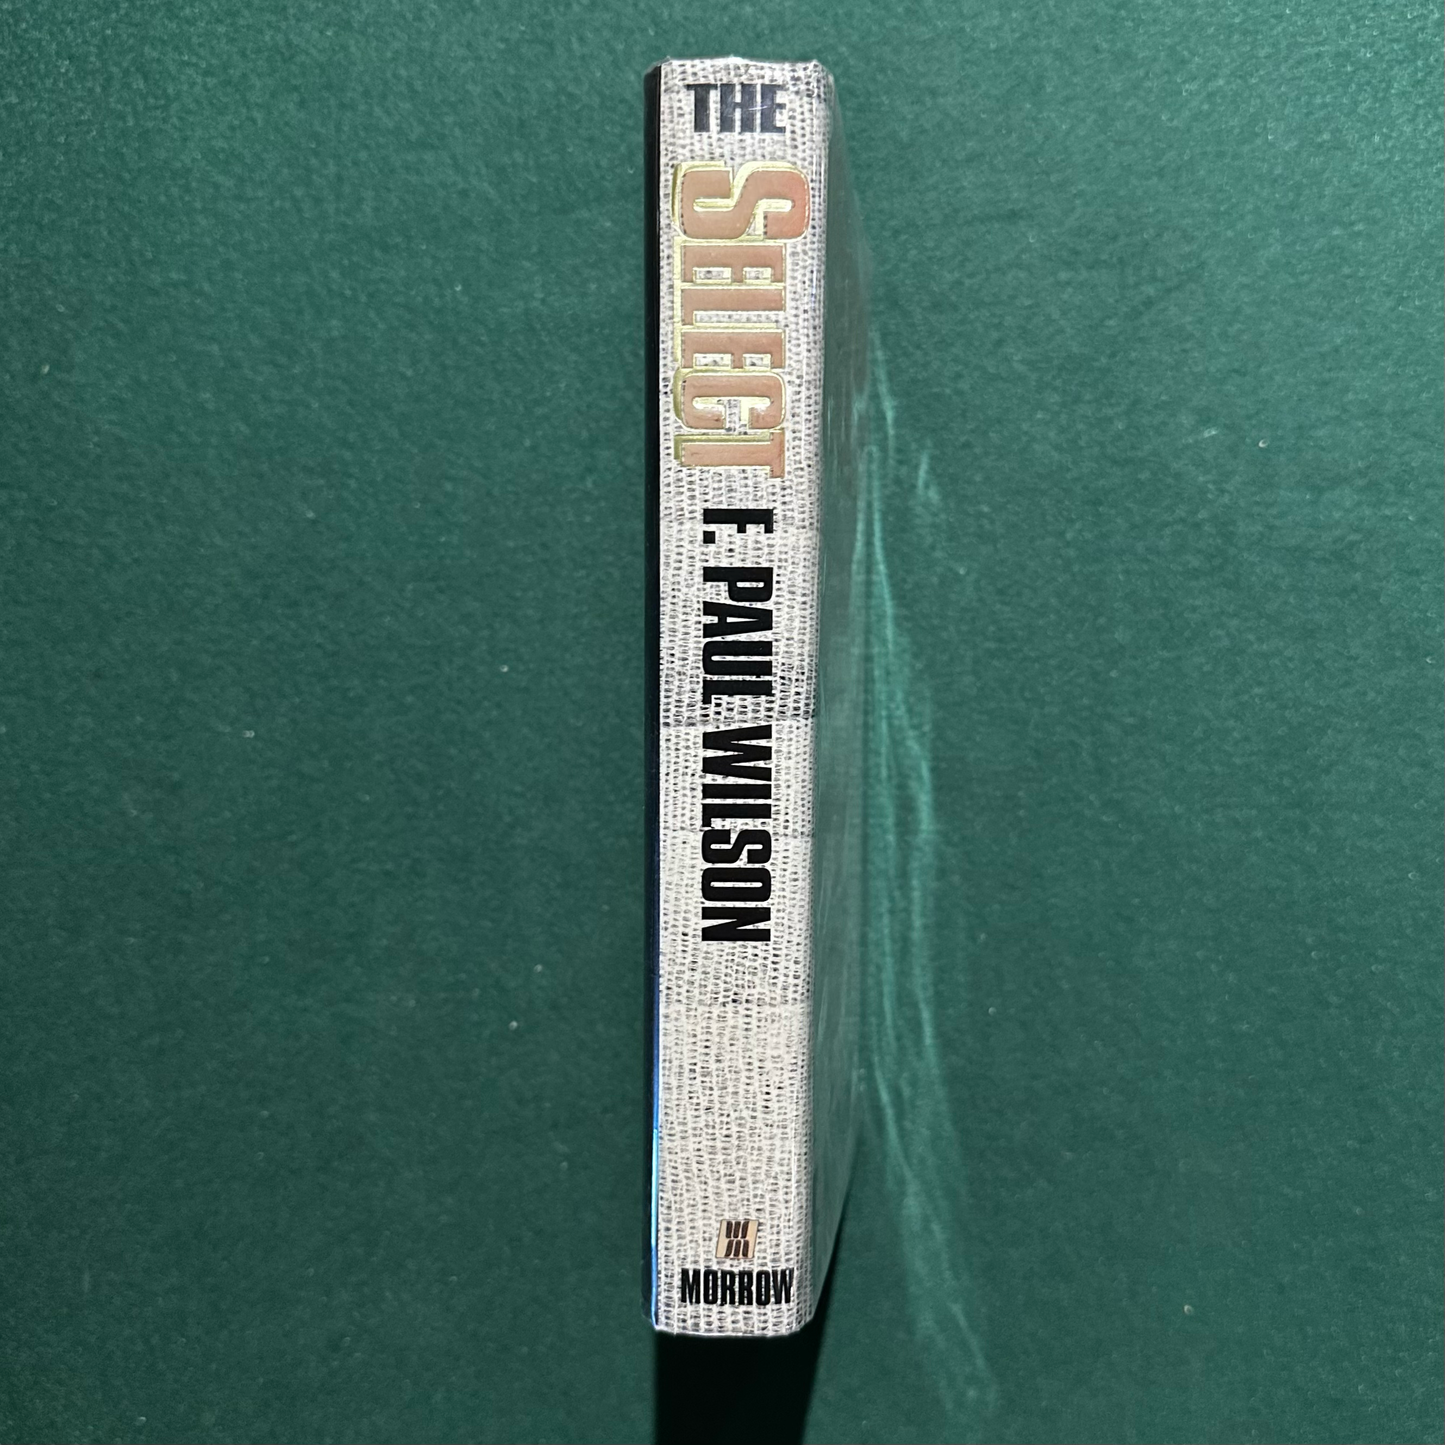 THE
SELECT
F. PAUL WILSON
MORROW